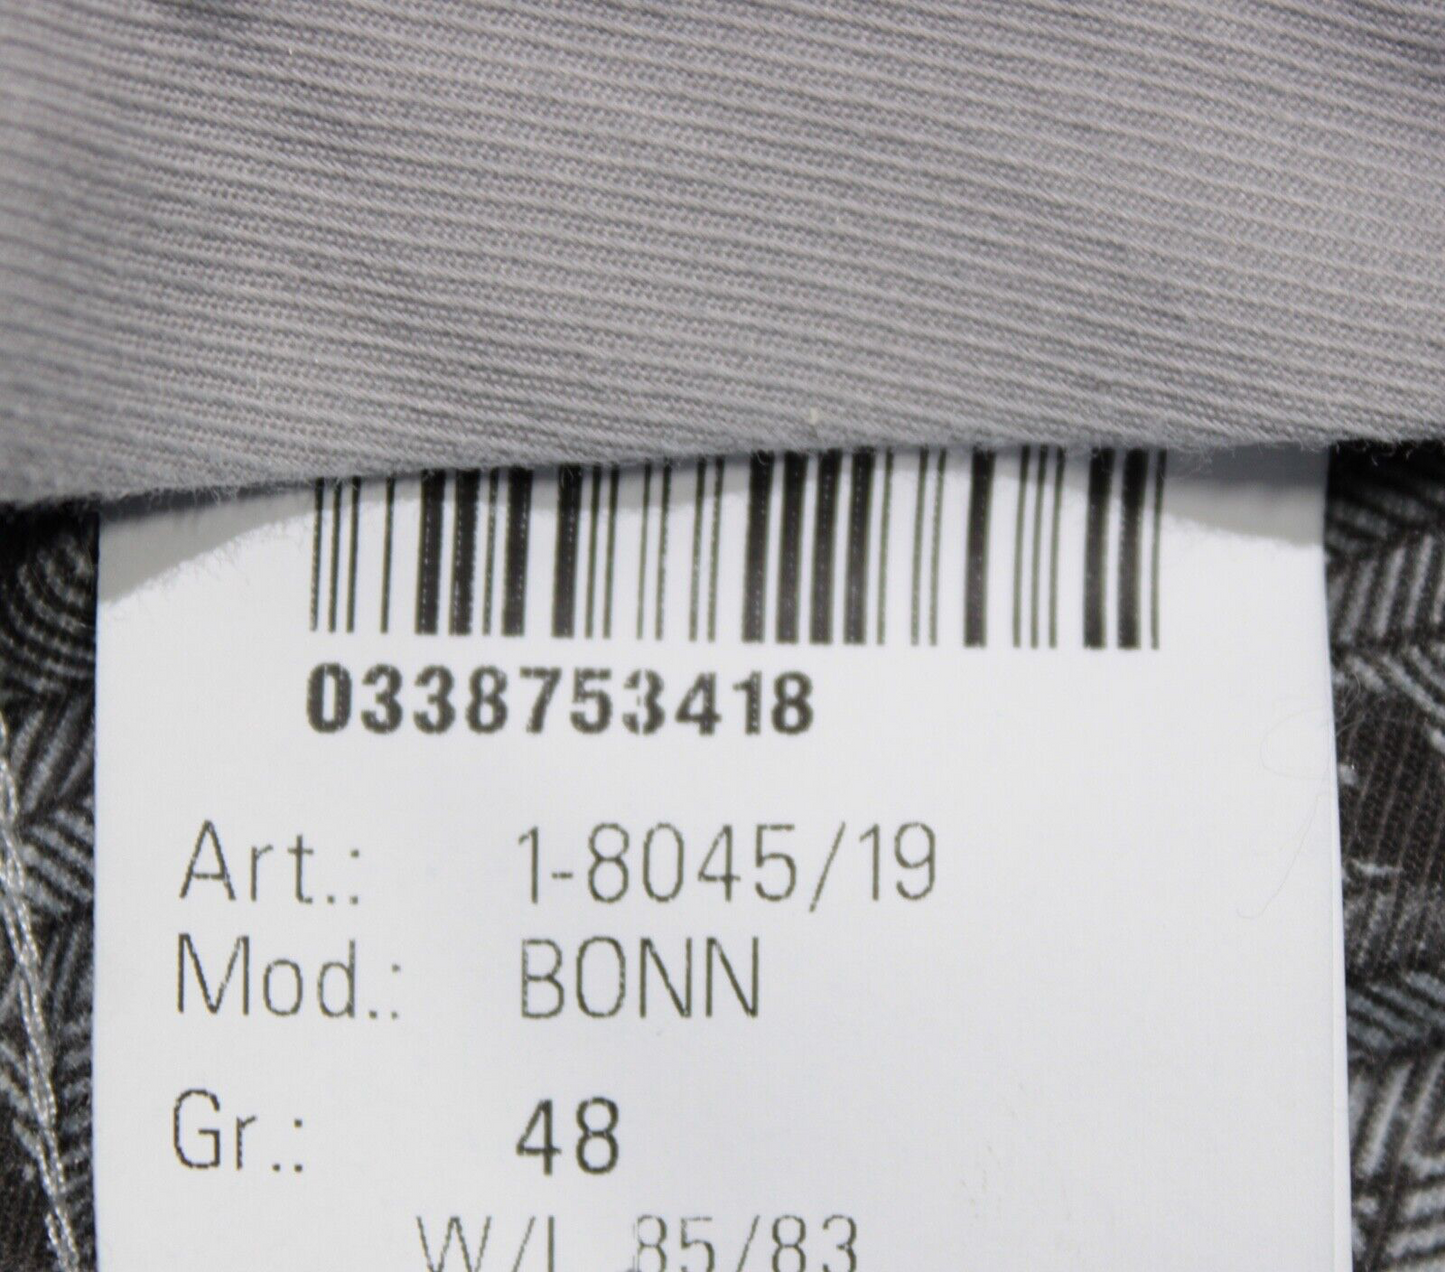 0338753418
Art.: 1-8045/19
Mod.: BONN
Gr.: 48
W/L 85/83